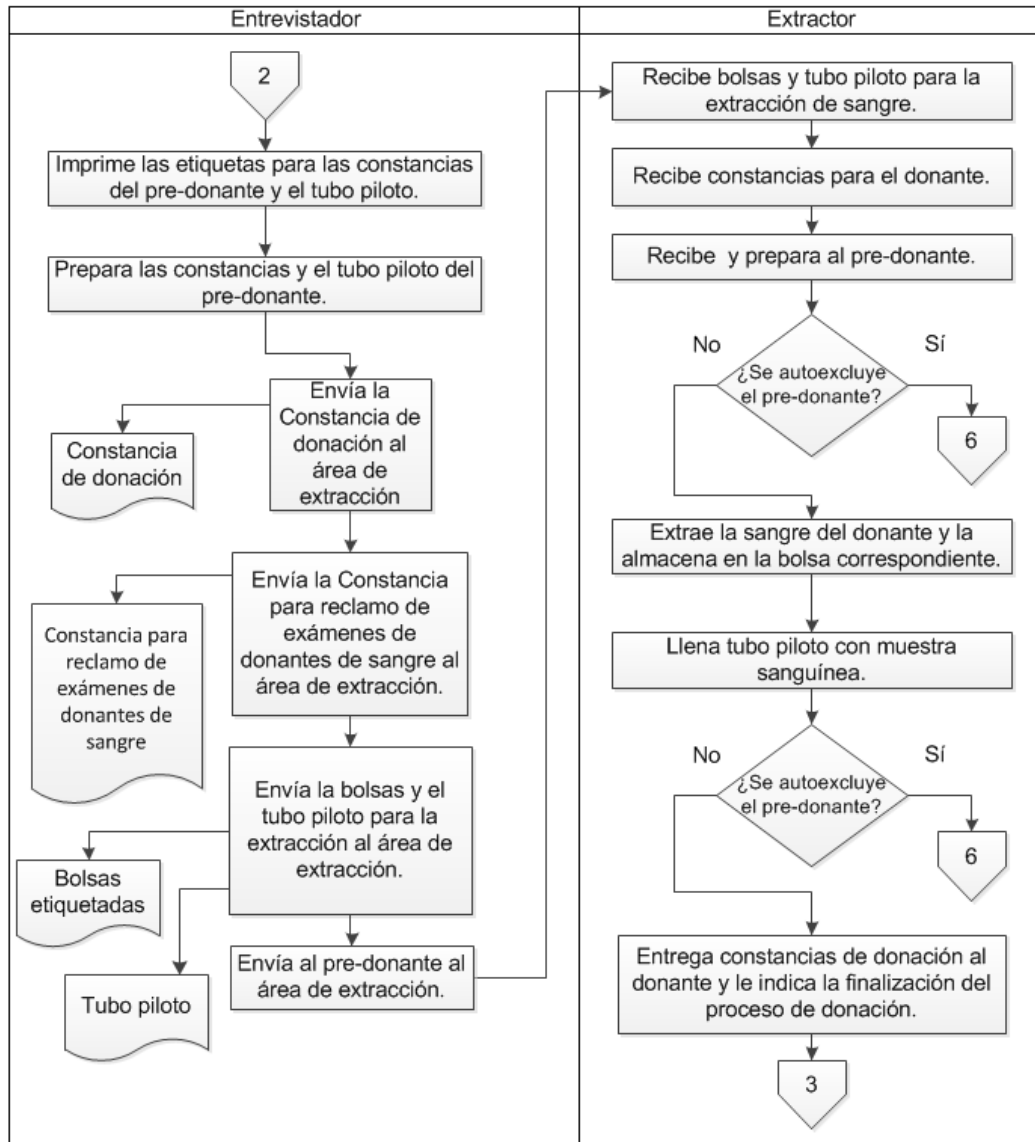 Entrevistador
2
Imprime las etiquetas para las constancias
del pre-donante y el tubo piloto.
Prepara las constancias y el tubo piloto del
pre-donante.
Envía la
Constancia de
donación al
área de
extracción
Constancia
de donación
Envía la Constancia
para reclamo de
exámenes de
donantes de sangre al
área de extracción.
Constancia para
reclamo de
exámenes de
donantes de
sangre
Envía la bolsas y el
tubo piloto para la
extracción al área de
extracción.
Bolsas
etiquetadas
Tubo piloto
Envía al pre-donante al
área de extracción.
Extractor
Recibe bolsas y tubo piloto para la
extracción de sangre.
Recibe constancias para el donante.
Recibe y prepara al pre-donante.
¿Se autoexcluye
el pre-donante?
No
Sí
6
Extrae la sangre del donante y la
almacena en la bolsa correspondiente.
Llena tubo piloto con muestra
sanguínea.
¿Se autoexcluye
el pre-donante?
No
Sí
6
Entrega constancias de donación al
donante y le indica la finalización del
proceso de donación.
3